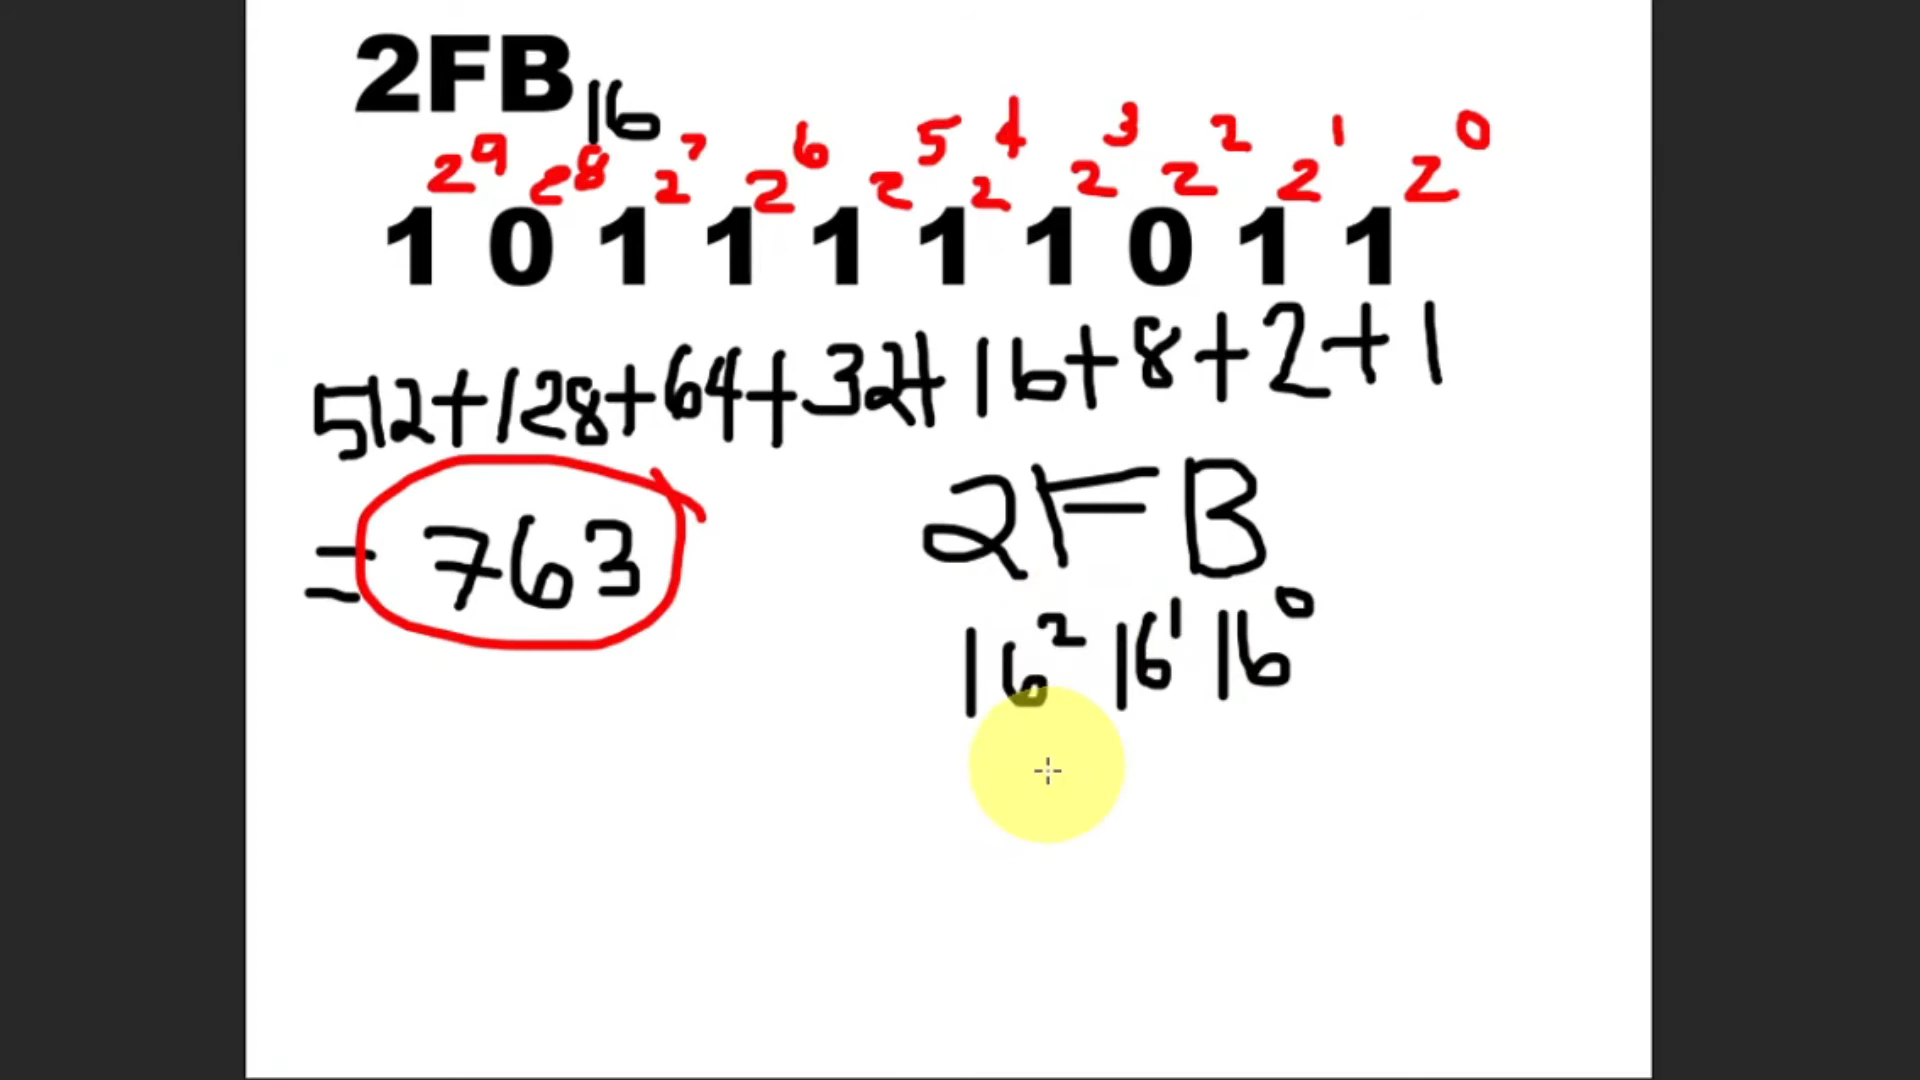 2FB₁₆
2⁹ 2⁸ 2⁷ 2⁶ 2⁵ 2⁴ 2³ 2² 2¹ 2⁰
1 0 1 1 1 1 1 0 1 1
512+128+64+32+16+8+2+1
= 763
2FB
16² 16¹ 16⁰